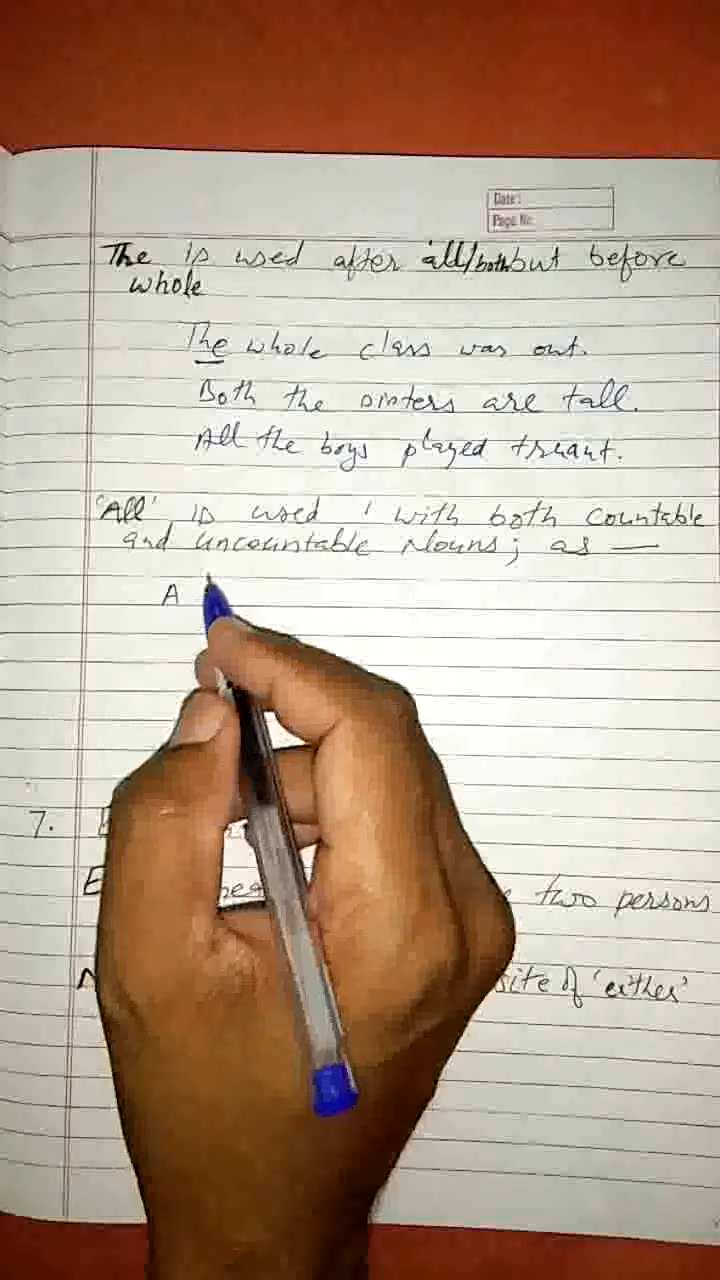 Date:
Page No.
The is used after all/both but before
whole
The whole class was out.
Both the sisters are tall.
All the boys played truant.
'All' is used with both countable
and uncountable Nouns; as —
A
7.
E two persons
N site of 'either'